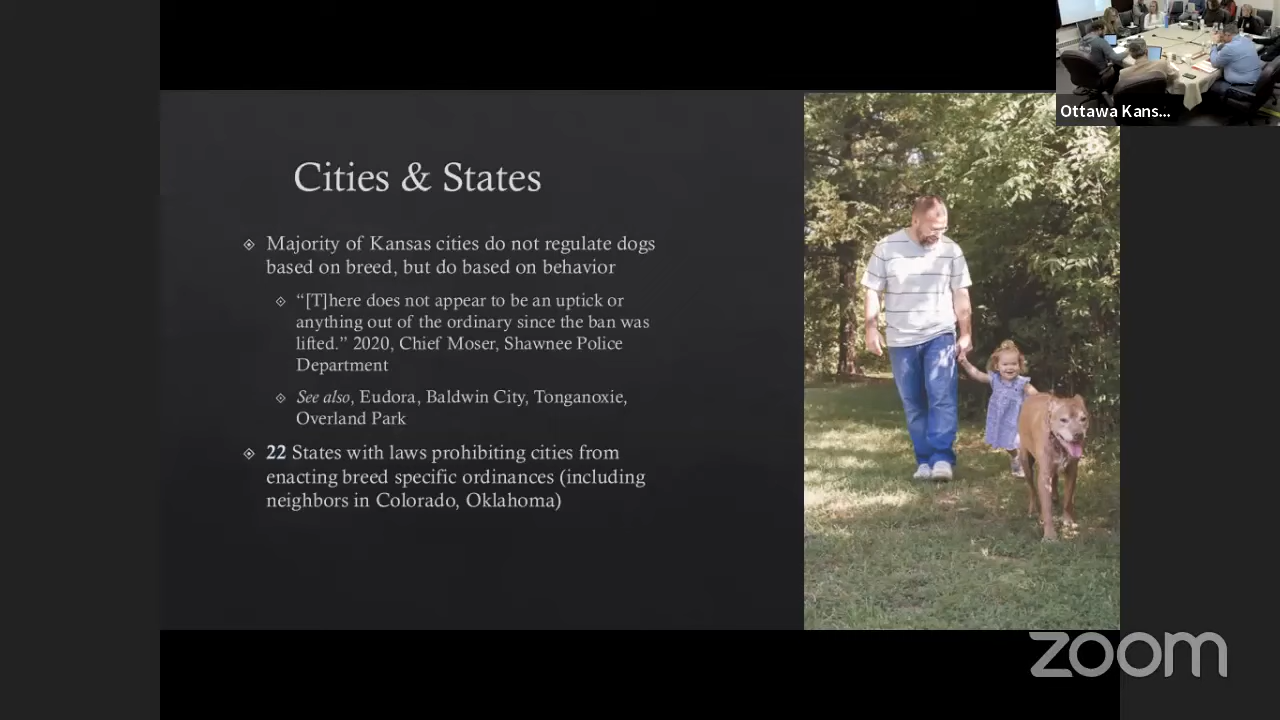 Ottawa Kans...
Cities & States
Majority of Kansas cities do not regulate dogs
based on breed, but do based on behavior
“[T]here does not appear to be an uptick or
anything out of the ordinary since the ban was
lifted.” 2020, Chief Moser, Shawnee Police
Department
See also, Eudora, Baldwin City, Tonganoxie,
Overland Park
22 States with laws prohibiting cities from
enacting breed specific ordinances (including
neighbors in Colorado, Oklahoma)
zoom